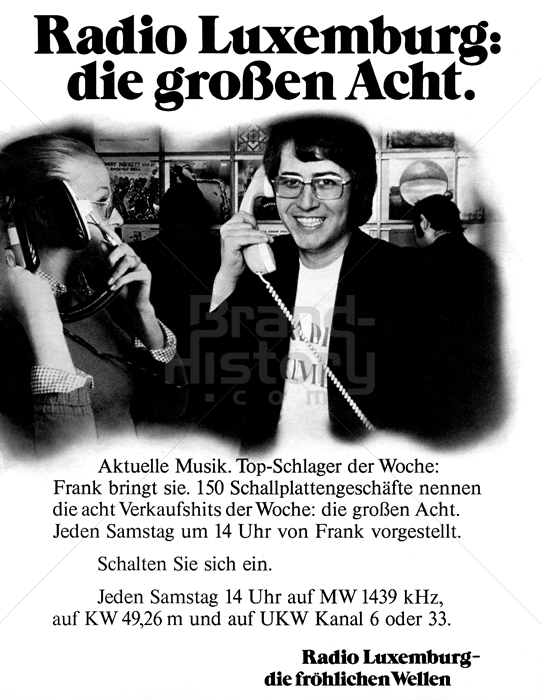 Radio Luxemburg:
die großen Acht.
Brand-
History
.com
Aktuelle Musik. Top-Schlager der Woche:
Frank bringt sie. 150 Schallplattengeschäfte nennen
die acht Verkaufshits der Woche: die großen Acht.
Jeden Samstag um 14 Uhr von Frank vorgestellt.
Schalten Sie sich ein.
Jeden Samstag 14 Uhr auf MW 1439 kHz,
auf KW 49,26 m und auf UKW Kanal 6 oder 33.
Radio Luxemburg–
die fröhlichen Wellen